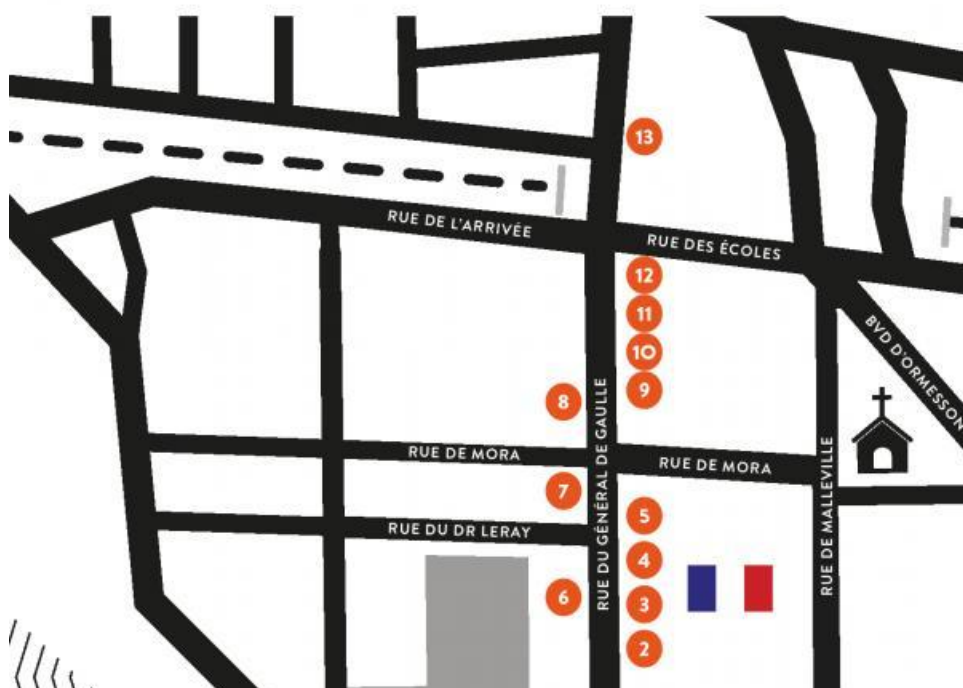 13
RUE DE L'ARRIVÉE
RUE DES ÉCOLES
12
11
10
9
8
BVD D'ORMESSON
RUE DU GÉNÉRAL DE GAULLE
RUE DE MORA
RUE DE MORA
RUE DE MALLEVILLE
7
5
RUE DU DR LERAY
4
6
3
2